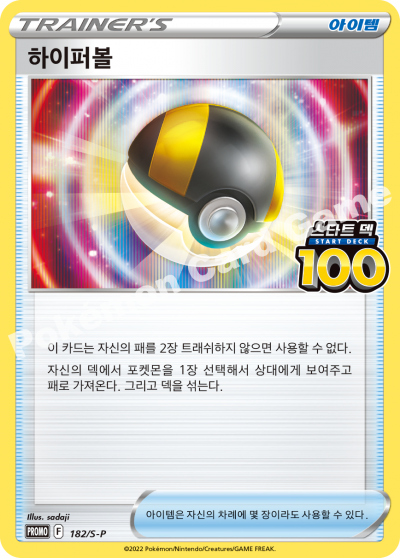 TRAINER'S
아이템
하이퍼볼
스타트 덱
START DECK
100
Pokémon Card Game
이 카드는 자신의 패를 2장 트래쉬하지 않으면 사용할 수 없다.
자신의 덱에서 포켓몬을 1장 선택해서 상대에게 보여주고
패로 가져온다. 그리고 덱을 섞는다.
Illus. sadaji
PROMO F 182/S-P
아이템은 자신의 차례에 몇 장이라도 사용할 수 있다.
©2022 Pokémon/Nintendo/Creatures/GAME FREAK.